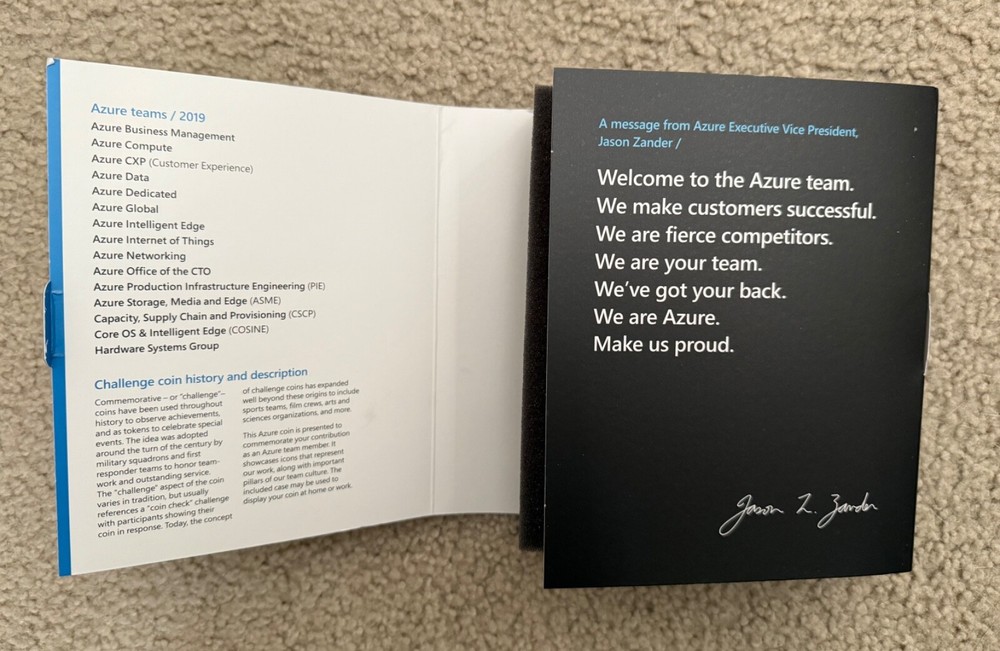 Azure teams / 2019
Azure Business Management
Azure Compute
Azure CXP (Customer Experience)
Azure Data
Azure Dedicated
Azure Global
Azure Intelligent Edge
Azure Internet of Things
Azure Networking
Azure Office of the CTO
Azure Production Infrastructure Engineering (PIE)
Azure Storage, Media and Edge (ASME)
Capacity, Supply Chain and Provisioning (CSCP)
Core OS & Intelligent Edge (COSINE)
Hardware Systems Group
Challenge coin history and description
Commemorative – or "challenge"–
coins have been used throughout
history to observe achievements,
and as tokens to celebrate special
events. The idea was adopted
around the turn of the century by
military squadrons and first
responder teams to honor team-
work and outstanding service.
The "challenge" aspect of the coin
varies in tradition, but usually
references a "coin check" challenge
with participants showing their
coin in response. Today, the concept
of challenge coins has expanded
well beyond these origins to include
sports teams, film crews, arts and
sciences organizations, and more.
This Azure coin is presented to
commemorate your contribution
as an Azure team member. It
showcases icons that represent
our work, along with important
pillars of our team culture. The
included case may be used to
display your coin at home or work.
A message from Azure Executive Vice President,
Jason Zander /
Welcome to the Azure team.
We make customers successful.
We are fierce competitors.
We are your team.
We've got your back.
We are Azure.
Make us proud.
Jason L. Zander